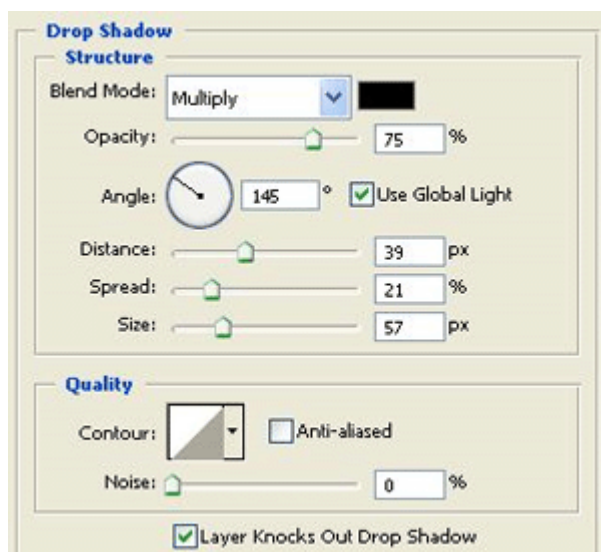 Drop Shadow
Structure
Blend Mode: Multiply
Opacity: 75 %
Angle: 145 ° Use Global Light
Distance: 39 px
Spread: 21 %
Size: 57 px
Quality
Contour: Anti-aliased
Noise: 0 %
Layer Knocks Out Drop Shadow